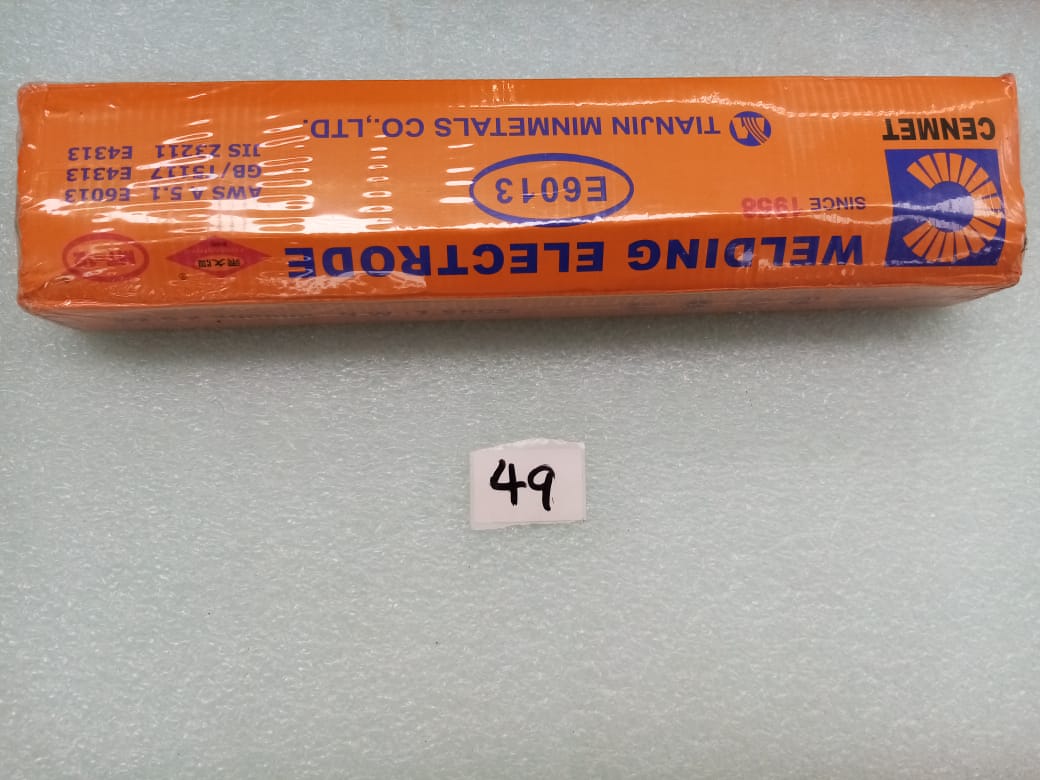 CENMET
WELDING ELECTRODE
SINCE 1958
E6013
TIANJIN MINMETALS CO.,LTD.
AWS A 5.1 E6013
GB/T5117 E4313
JIS Z3211 E4313
49